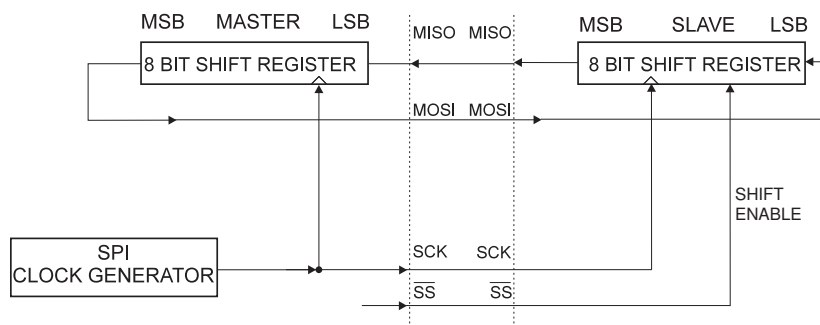 MSB MASTER LSB
MISO MISO
MSB SLAVE LSB
8 BIT SHIFT REGISTER
8 BIT SHIFT REGISTER
MOSI MOSI
SHIFT
ENABLE
SPI
CLOCK GENERATOR
SCK SCK
SS SS